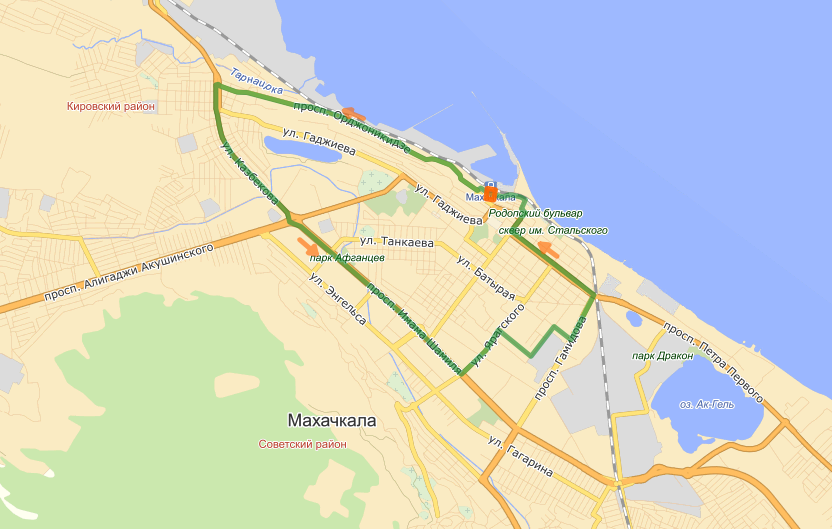 Тарнаирка
Кировский район
просп. Орджоникидзе
ул. Гаджиева
ул. Казбекова
Махачкала
ул. Гаджиева
Родопский бульвар
сквер им. Стальского
ул. Танкаева
просп. Алигаджи Акушинского
парк Афганцев
ул. Батырая
ул. Энгельса
просп. Имама Шамиля
ул. Ярагского
просп. Гамидова
просп. Петра Первого
парк Дракон
оз. Ак-Гель
Махачкала
Советский район
ул. Гагарина